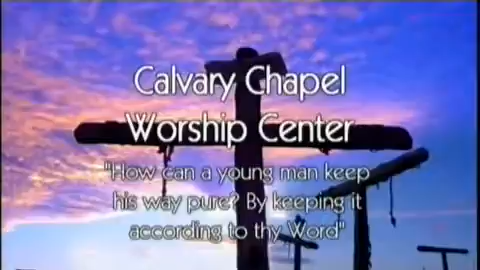 Calvary Chapel
Worship Center
"How can a young man keep
his way pure? By keeping it
according to thy Word"